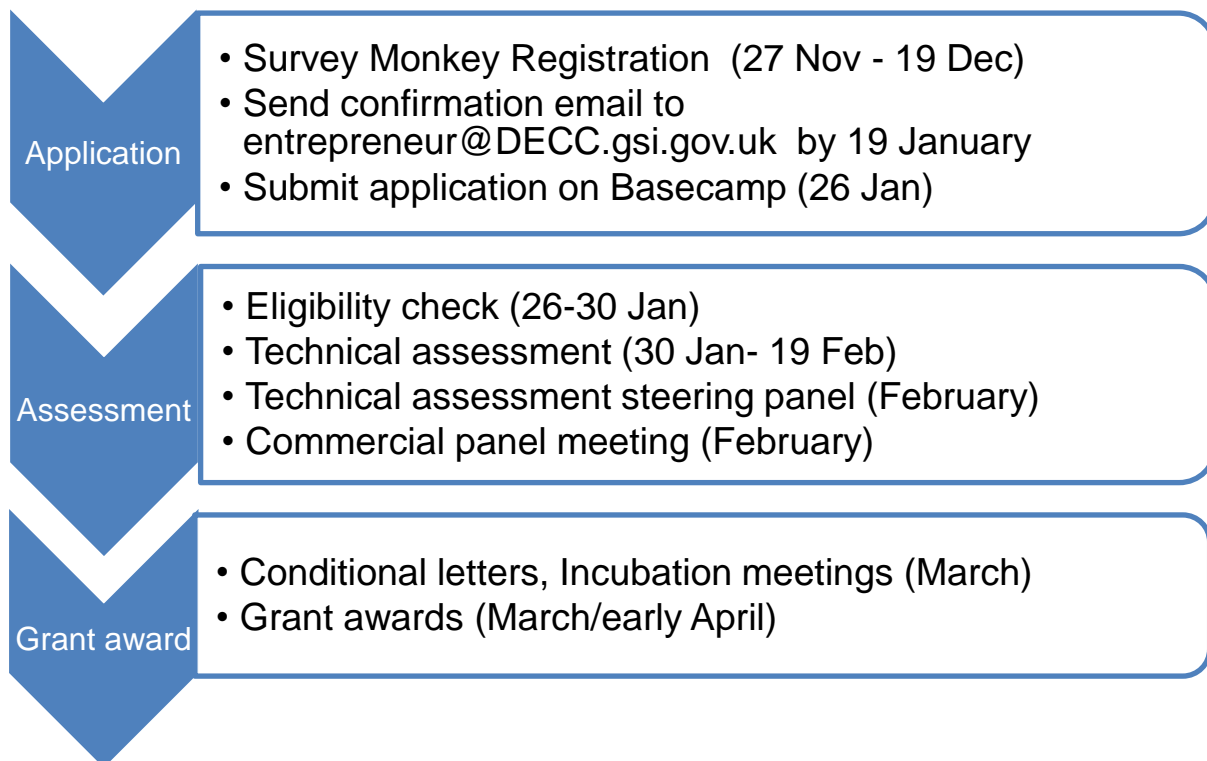 Application
• Survey Monkey Registration  (27 Nov - 19 Dec)
• Send confirmation email to
entrepreneur@DECC.gsi.gov.uk  by 19 January
• Submit application on Basecamp (26 Jan)
Assessment
• Eligibility check (26-30 Jan)
• Technical assessment (30 Jan- 19 Feb)
• Technical assessment steering panel (February)
• Commercial panel meeting (February)
Grant award
• Conditional letters, Incubation meetings (March)
• Grant awards (March/early April)